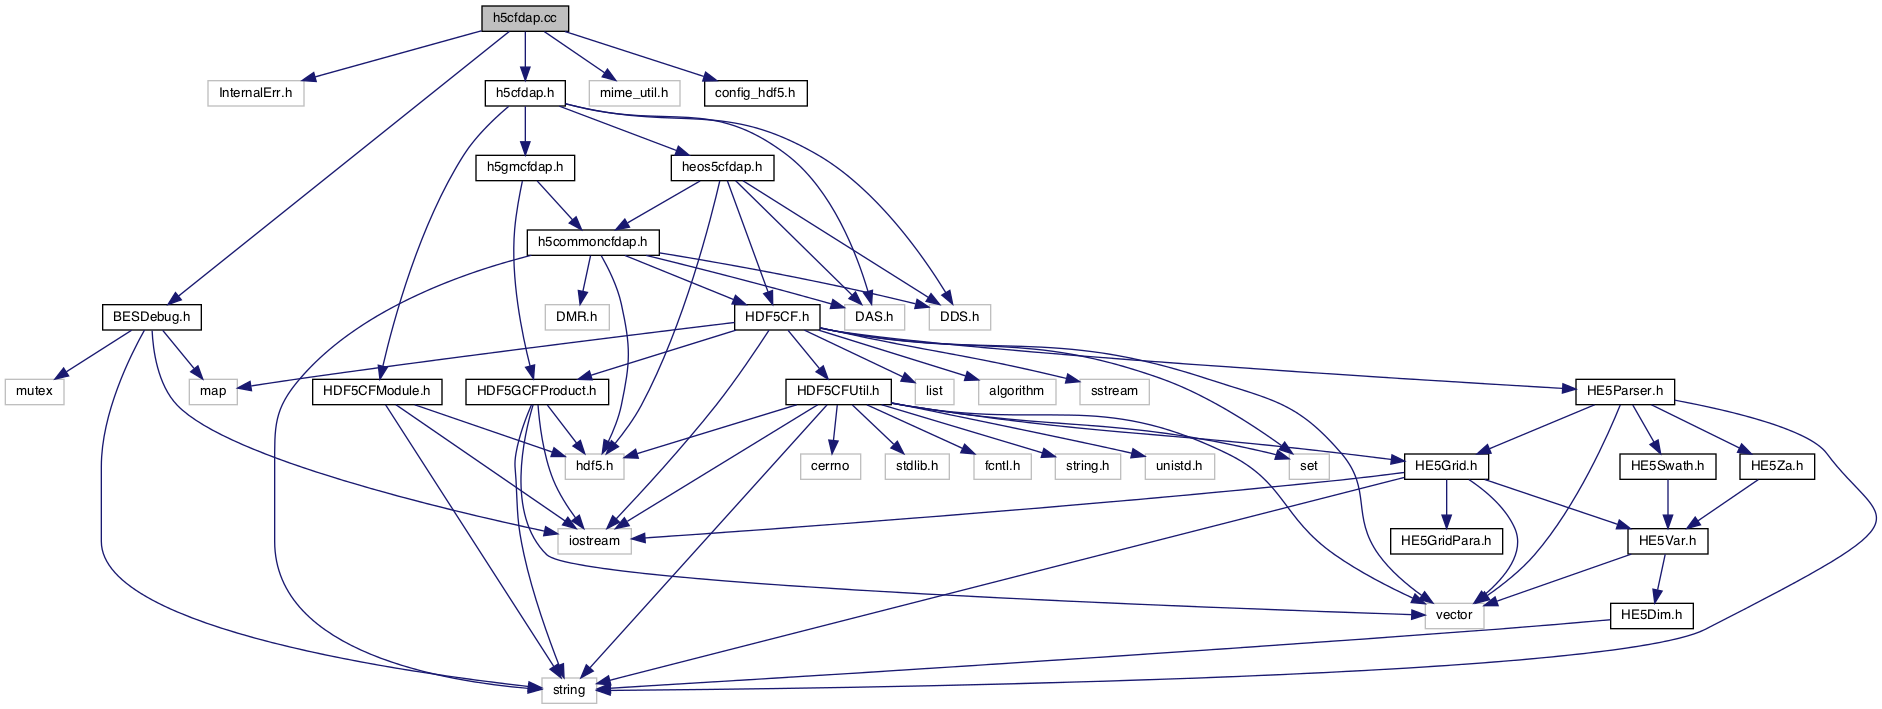 h5cfdap.cc
InternalErr.h
h5cfdap.h
mime_util.h
config_hdf5.h
h5gmcfdap.h
heos5cfdap.h
h5commoncfdap.h
BESDebug.h
DMR.h
HDF5CF.h
DAS.h
DDS.h
mutex
map
HDF5CFModule.h
HDF5GCFProduct.h
HDF5CFUtil.h
list
algorithm
sstream
HE5Parser.h
hdf5.h
cerrno
stdlib.h
fcntl.h
string.h
unistd.h
set
HE5Grid.h
HE5Swath.h
HE5Za.h
iostream
HE5GridPara.h
HE5Var.h
vector
HE5Dim.h
string